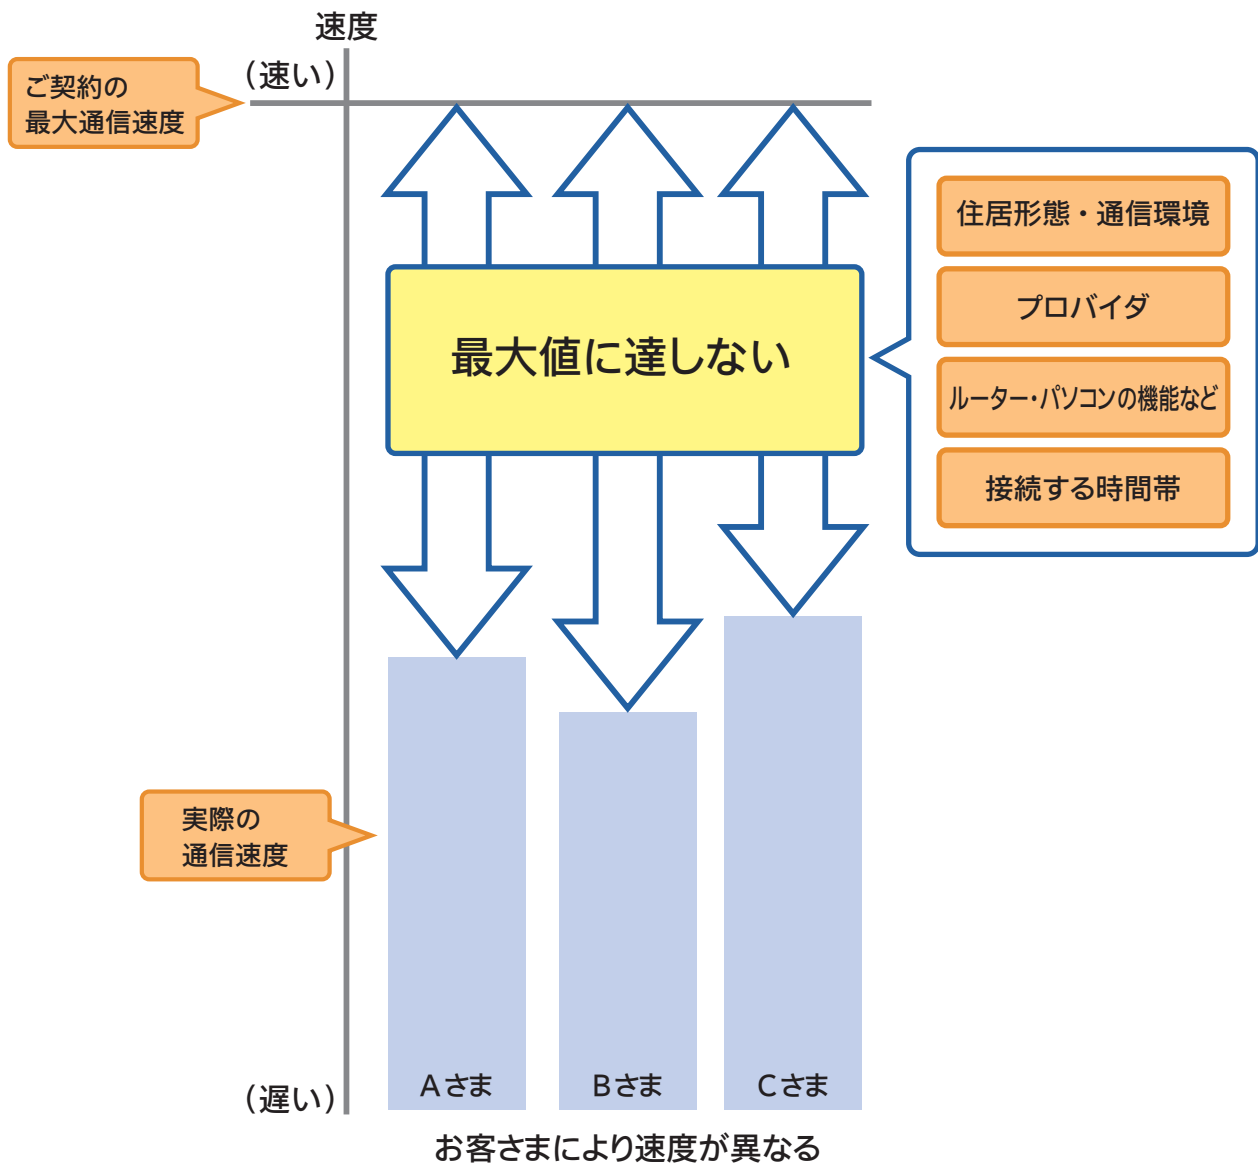 速度
(速い)
ご契約の
最大通信速度
住居形態・通信環境
プロバイダ
ルーター・パソコンの機能など
接続する時間帯
最大値に達しない
実際の
通信速度
Aさま
Bさま
Cさま
(遅い)
お客さまにより速度が異なる